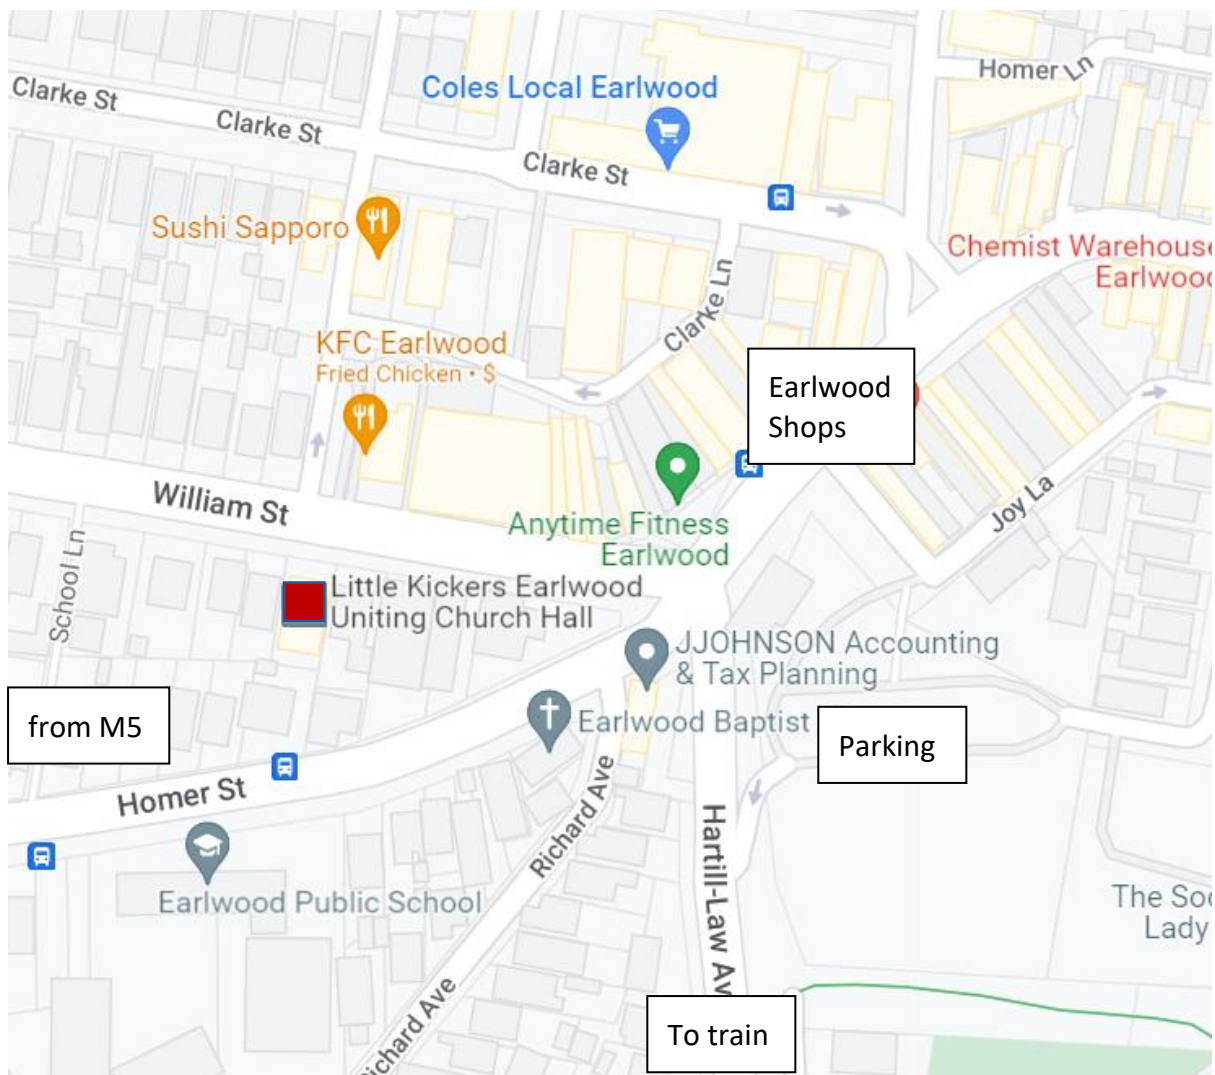 Homer Ln
Coles Local Earlwood
Clarke St
Clarke St
Clarke St
Sushi Sapporo
Chemist Warehouse
Earlwood
Clarke Ln
KFC Earlwood
Fried Chicken • $
Earlwood
Shops
William St
Joy La
Anytime Fitness
Earlwood
School Ln
Little Kickers Earlwood
Uniting Church Hall
JJOHNSON Accounting
& Tax Planning
from M5
Earlwood Baptist
Parking
Homer St
Richard Ave
Hartill-Law Av
Earlwood Public School
The Soc
Lady
Richard Ave
To train